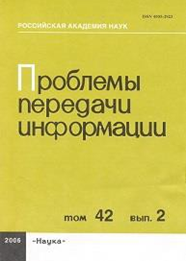 РОССИЙСКАЯ АКАДЕМИЯ НАУК
Проблемы
передачи
информации
том 42 вып. 2
2006
«Наука»